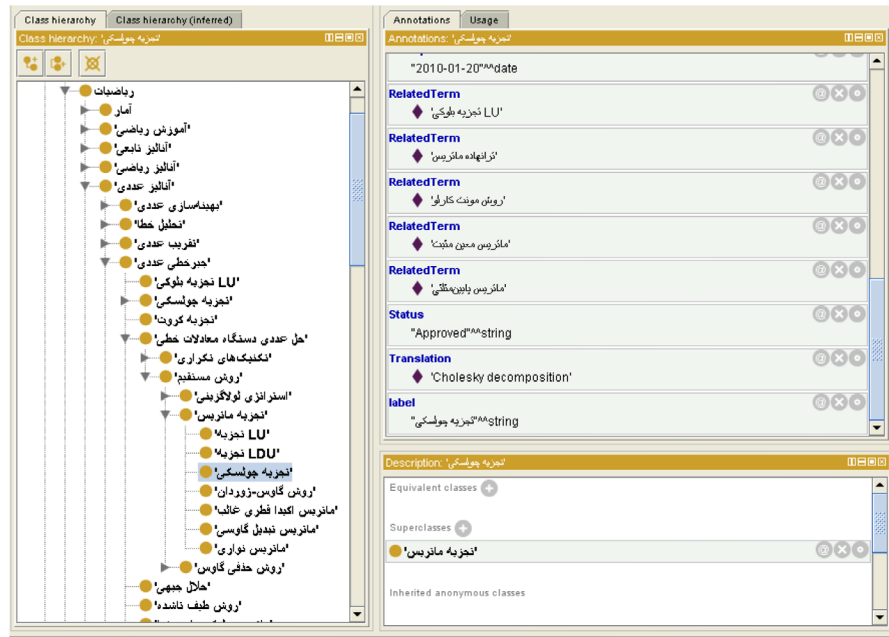 Class hierarchy
Class hierarchy (inferred)
Class hierarchy: 'تجزیه چولسکی'
ریاضیات
آمار
'آموزش ریاضی'
'آنالیز تابعی'
'آنالیز ریاضی'
'آنالیز عددی'
'بهینه‌سازی عددی'
'تحلیل خطا'
'تقریب عددی'
'جبرخطی عددی'
'LU تجزیه بلوکی'
'تجزیه چولسکی'
'تجزیه کروت'
'حل عددی دستگاه معادلات خطی'
'تکنیک‌های تکراری'
'روش مستقیم'
'استراتژی لولاگزینی'
'تجزیه ماتریس'
'LU تجزیه'
'LDU تجزیه'
'تجزیه چولسکی'
'روش گاوس-ژوردان'
'ماتریس اکیدا قطری غالب'
'ماتریس تبدیل گاوسی'
'ماتریس نواری'
'روش حذفی گاوس'
'حلال جبهی'
'روش طیف ناشده'
Annotations
Usage
Annotations: 'تجزیه چولسکی'
"2010-01-20"^^date
RelatedTerm
'LU تجزیه بلوکی'
RelatedTerm
'ترانهاده ماتریس'
RelatedTerm
'روش مونت کارلو'
RelatedTerm
'ماتریس معین مثبت'
RelatedTerm
'ماتریس پایین‌مثلثی'
Status
"Approved"^^string
Translation
'Cholesky decomposition'
label
"تجزیه چولسکی"^^string
Description: 'تجزیه چولسکی'
Equivalent classes
Superclasses
'تجزیه ماتریس'
Inherited anonymous classes